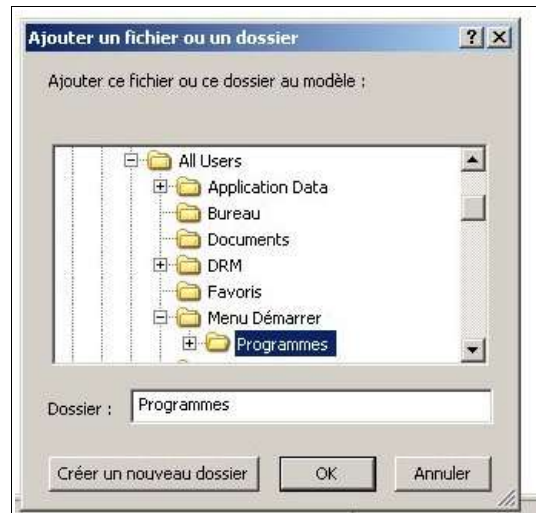 Ajouter un fichier ou un dossier
Ajouter ce fichier ou ce dossier au modèle :
All Users
Application Data
Bureau
Documents
DRM
Favoris
Menu Démarrer
Programmes
Dossier : Programmes
Créer un nouveau dossier OK Annuler